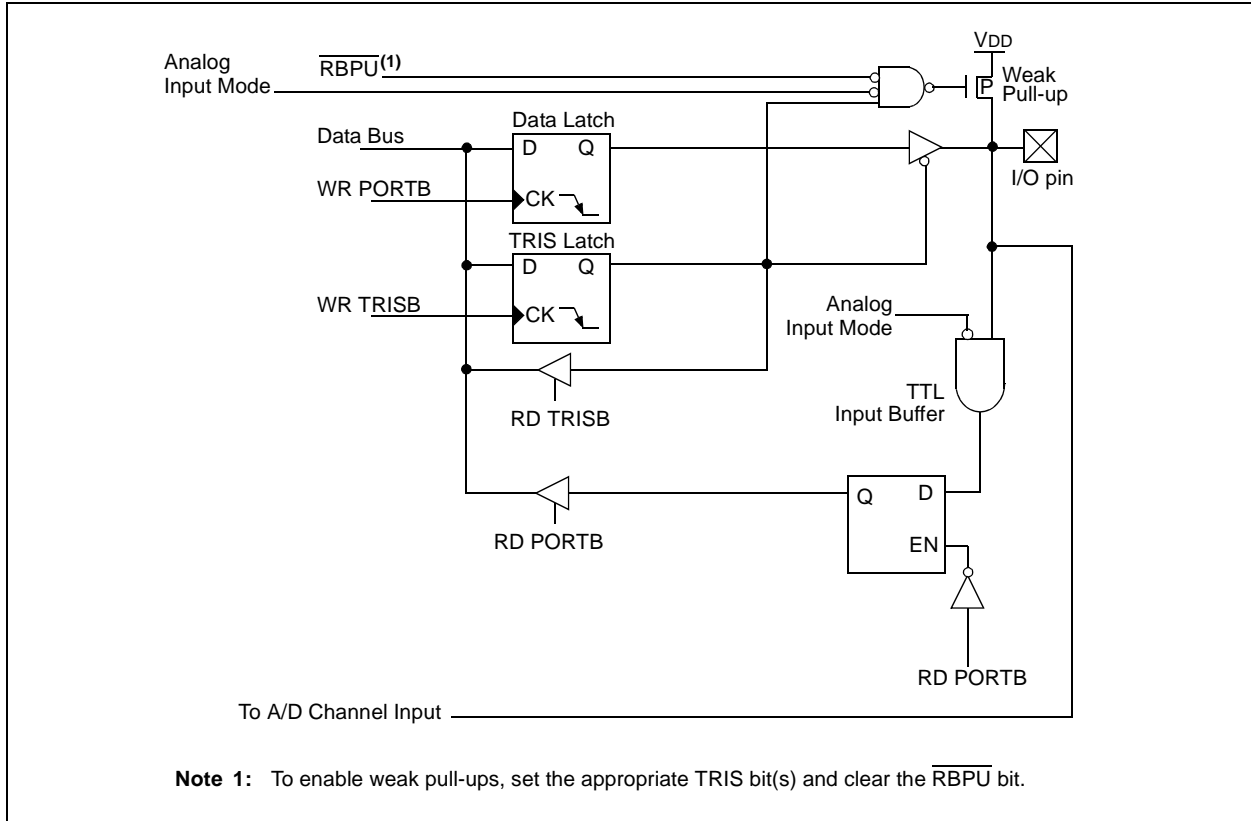 VDD
Analog
Input Mode
RBPU(1)
P
Weak
Pull-up
Data Latch
Data Bus
D Q
I/O pin
WR PORTB
CK
TRIS Latch
D Q
WR TRISB
CK
Analog
Input Mode
TTL
Input Buffer
RD TRISB
Q D
EN
RD PORTB
RD PORTB
To A/D Channel Input
Note 1: To enable weak pull-ups, set the appropriate TRIS bit(s) and clear the RBPU bit.